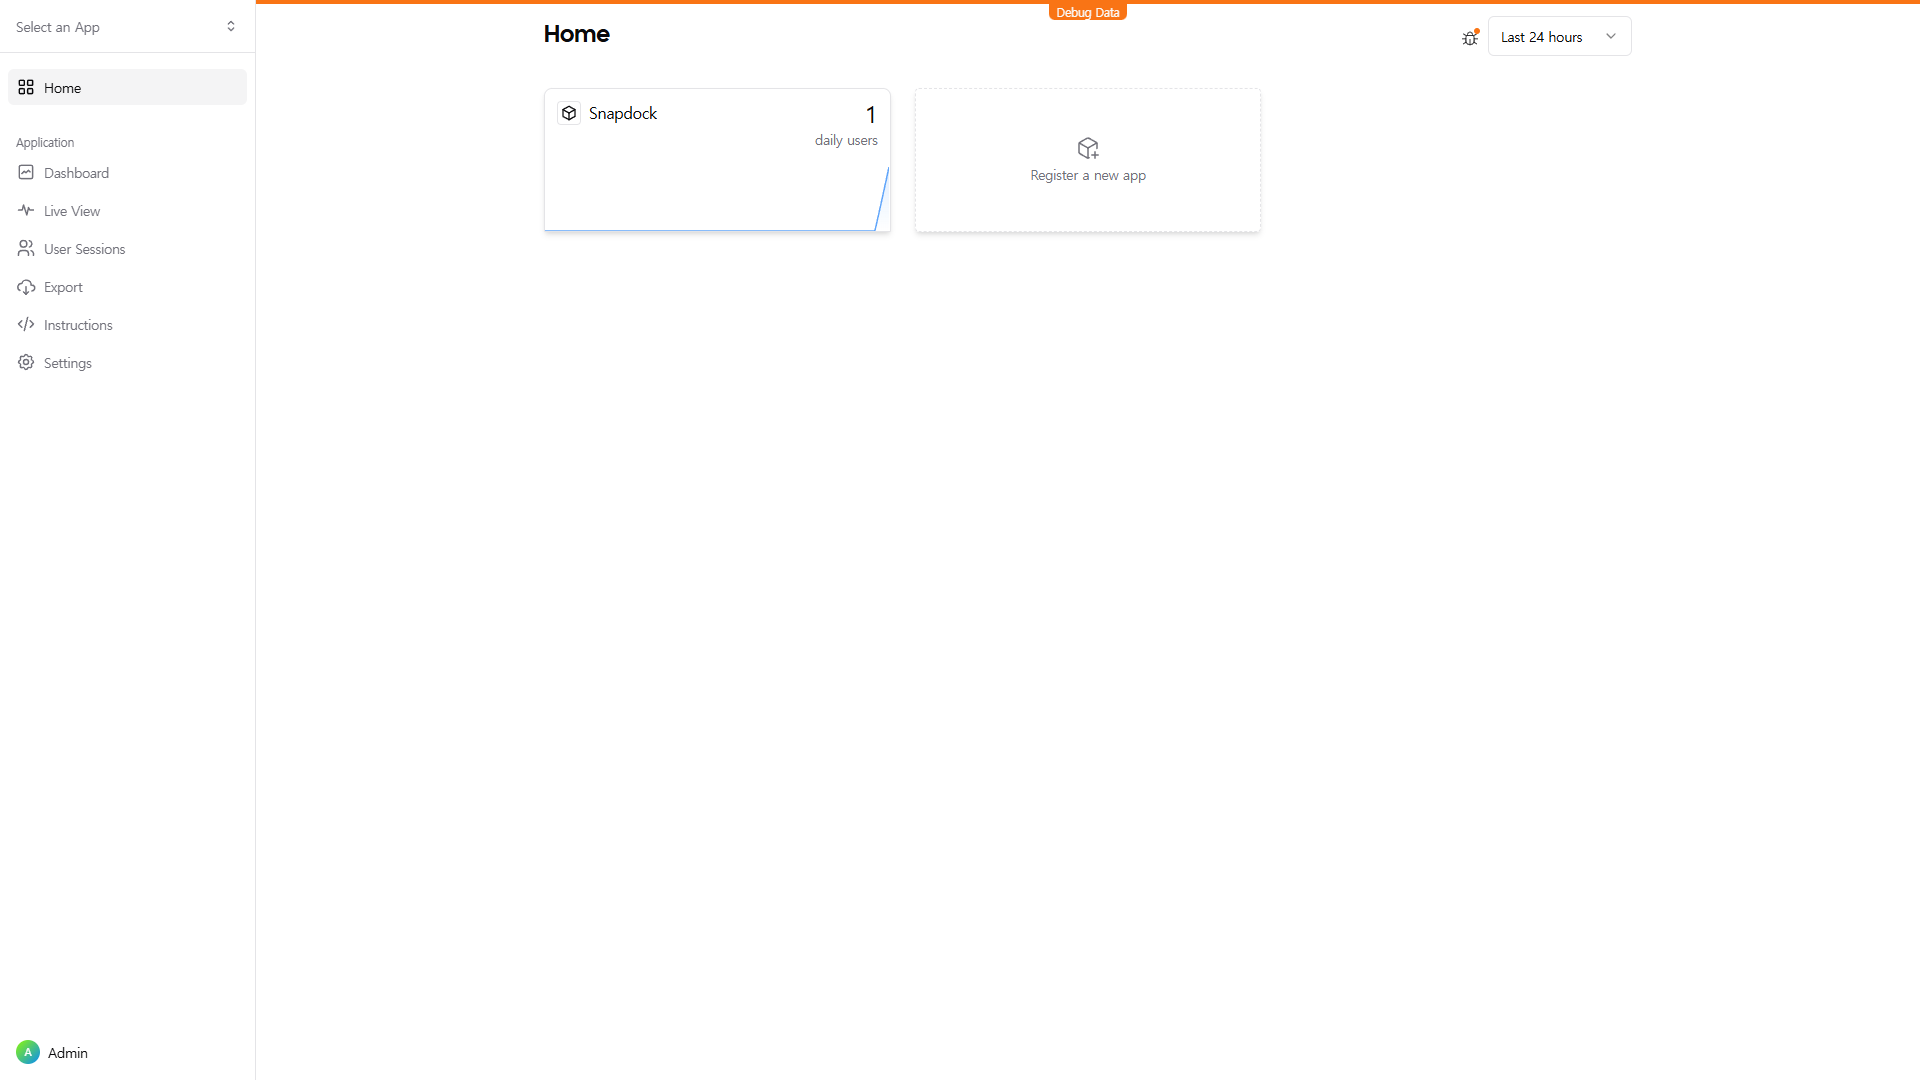 Select an App
Home
Application
Dashboard
Live View
User Sessions
Export
Instructions
Settings
A
Admin
Debug Data
Home
Last 24 hours
Snapdock
1
daily users
Register a new app